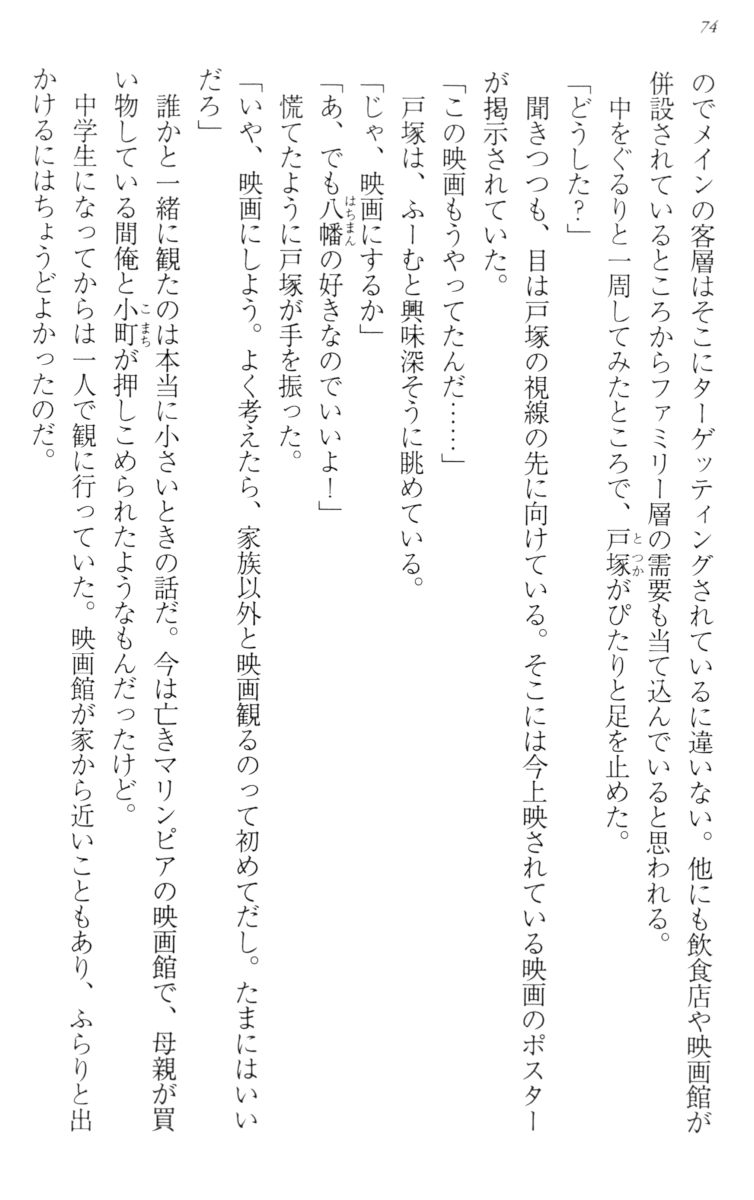 74
のでメインの客層はそこにターゲッティングされているに違いない。他にも飲食店や映画館が
併設されているところからファミリー層の需要も当て込んでいると思われる。
中をぐるりと一周してみたところで、戸塚がぴたりと足を止めた。
「どうした？」
聞きつつも、目は戸塚の視線の先に向けている。そこには今上映されている映画のポスター
が掲示されていた。
「この映画もうやってたんだ……」
戸塚は、ふーむと興味深そうに眺めている。
「じゃ、映画にするか」
「あ、でも八幡の好きなのでいいよ！」
慌てたように戸塚が手を振った。
「いや、映画にしよう。よく考えたら、家族以外と映画観るのって初めてだし。たまにはいい
だろ」
誰かと一緒に観たのは本当に小さいときの話だ。今は亡きマリンピアの映画館で、母親が買
い物している間俺と小町が押しこめられたようなもんだったけど。
中学生になってからは一人で観に行っていた。映画館が家から近いこともあり、ふらりと出
かけるにはちょうどよかったのだ。